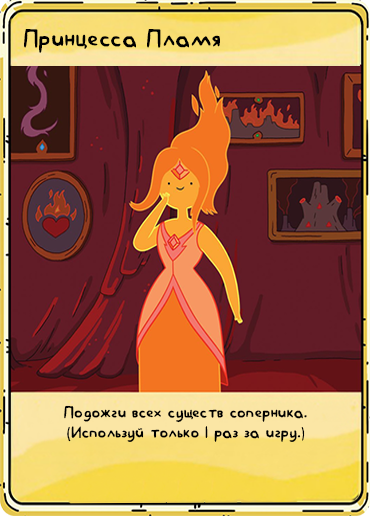 Принцесса Пламя
Подожги всех существ соперника.
(Используй только 1 раз за игру.)